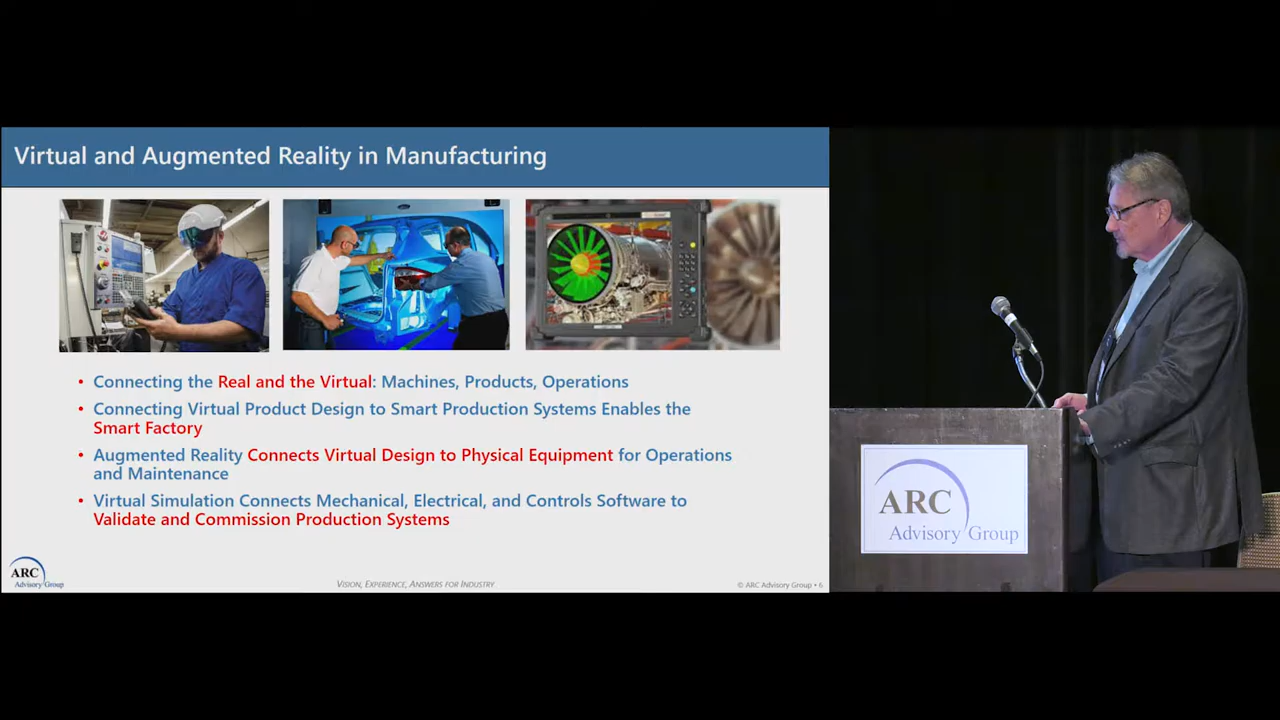 Virtual and Augmented Reality in Manufacturing
• Connecting the Real and the Virtual: Machines, Products, Operations
• Connecting Virtual Product Design to Smart Production Systems Enables the
Smart Factory
• Augmented Reality Connects Virtual Design to Physical Equipment for Operations
and Maintenance
• Virtual Simulation Connects Mechanical, Electrical, and Controls Software to
Validate and Commission Production Systems
ARC
Advisory Group
VISION, EXPERIENCE, ANSWERS FOR INDUSTRY
© ARC Advisory Group • 6
ARC
Advisory Group